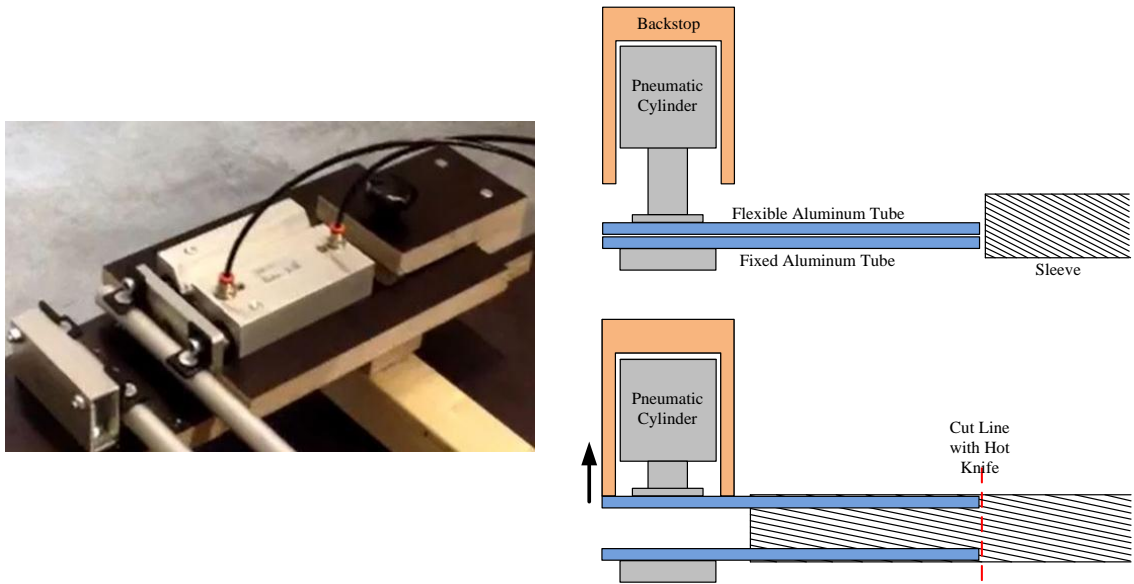 Backstop
Pneumatic
Cylinder
Flexible Aluminum Tube
Fixed Aluminum Tube
Sleeve
Pneumatic
Cylinder
Cut Line
with Hot
Knife